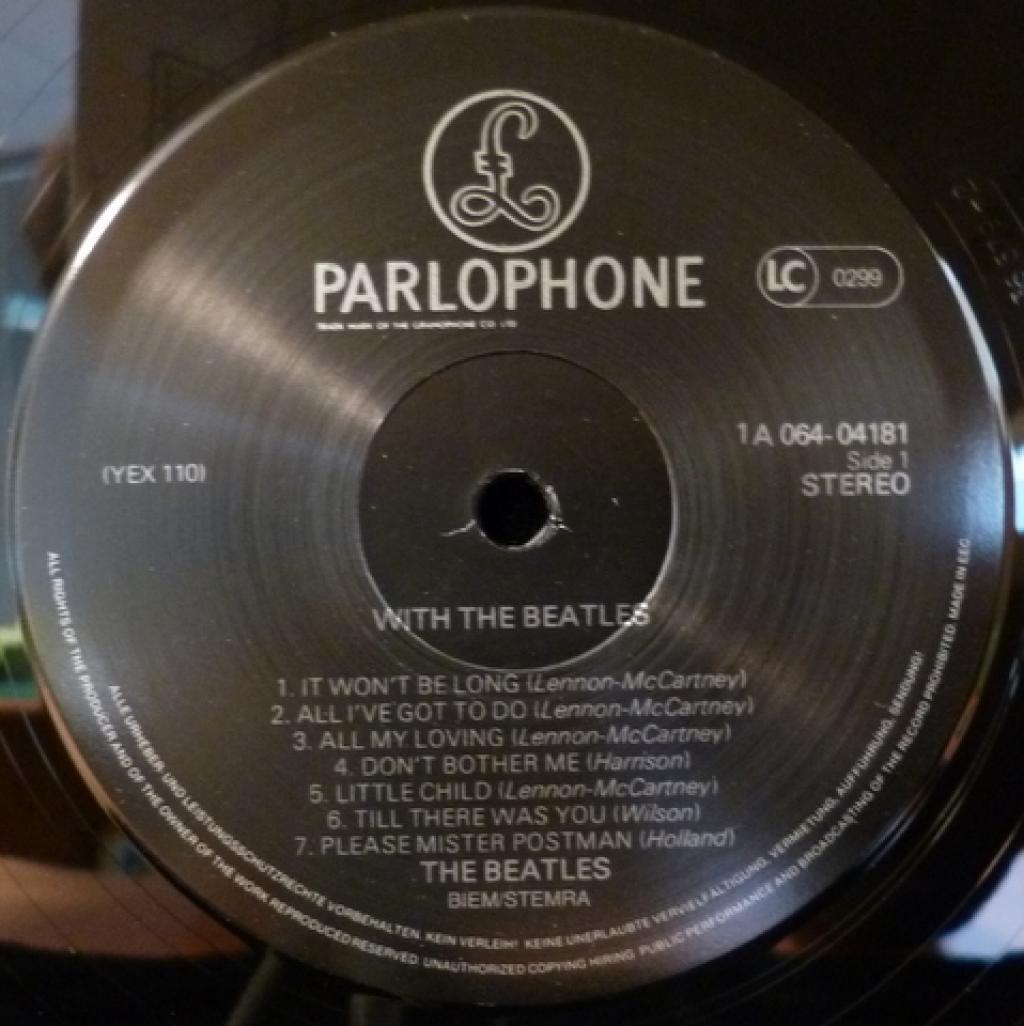 PARLOPHONE
TRADE MARK OF THE GRAMOPHONE CO LTD
LC 0299
1A 064-04181
Side 1
STEREO
(YEX 110)
WITH THE BEATLES
1. IT WON'T BE LONG (Lennon-McCartney)
2. ALL I'VE GOT TO DO (Lennon-McCartney)
3. ALL MY LOVING (Lennon-McCartney)
4. DON'T BOTHER ME (Harrison)
5. LITTLE CHILD (Lennon-McCartney)
6. TILL THERE WAS YOU (Wilson)
7. PLEASE MISTER POSTMAN (Holland)
THE BEATLES
BIEM/STEMRA
ALLE URHEBER- UND LEISTUNGSSCHUTZRECHTE VORBEHALTEN. KEIN VERLEIH! KEINE UNERLAUBTE VERVIELFÄLTIGUNG, VERMIETUNG, AUFFÜHRUNG, SENDUNG!
ALL RIGHTS OF THE PRODUCER AND OF THE OWNER OF THE WORK REPRODUCED RESERVED. UNAUTHORIZED COPYING HIRING. PUBLIC PERFORMANCE AND BROADCASTING OF THE RECORD PROHIBITED. MADE IN EEC